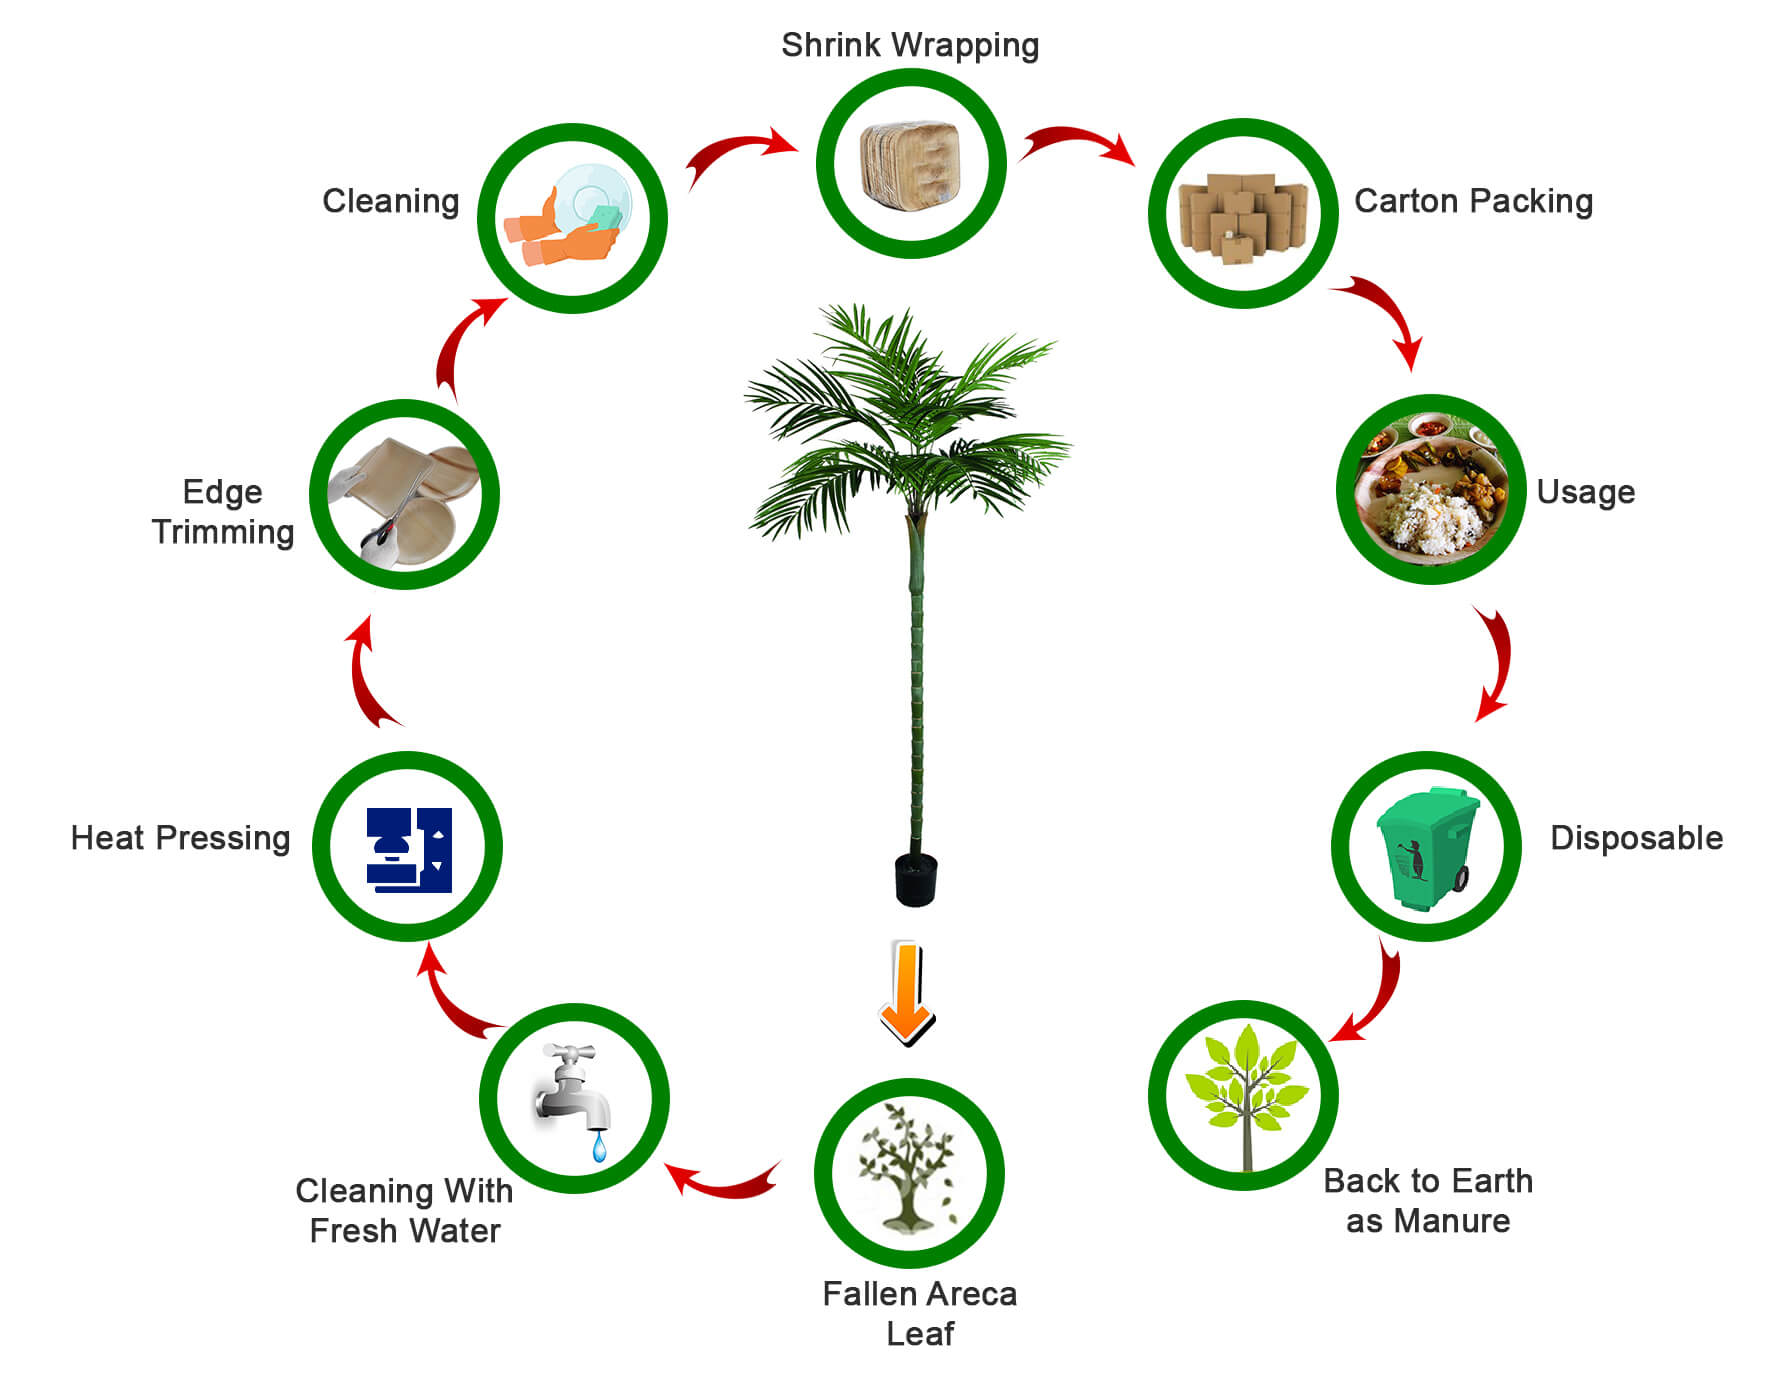 Shrink Wrapping
Cleaning
Carton Packing
Edge
Trimming
Usage
Heat Pressing
Disposable
Cleaning With
Fresh Water
Back to Earth
as Manure
Fallen Areca
Leaf